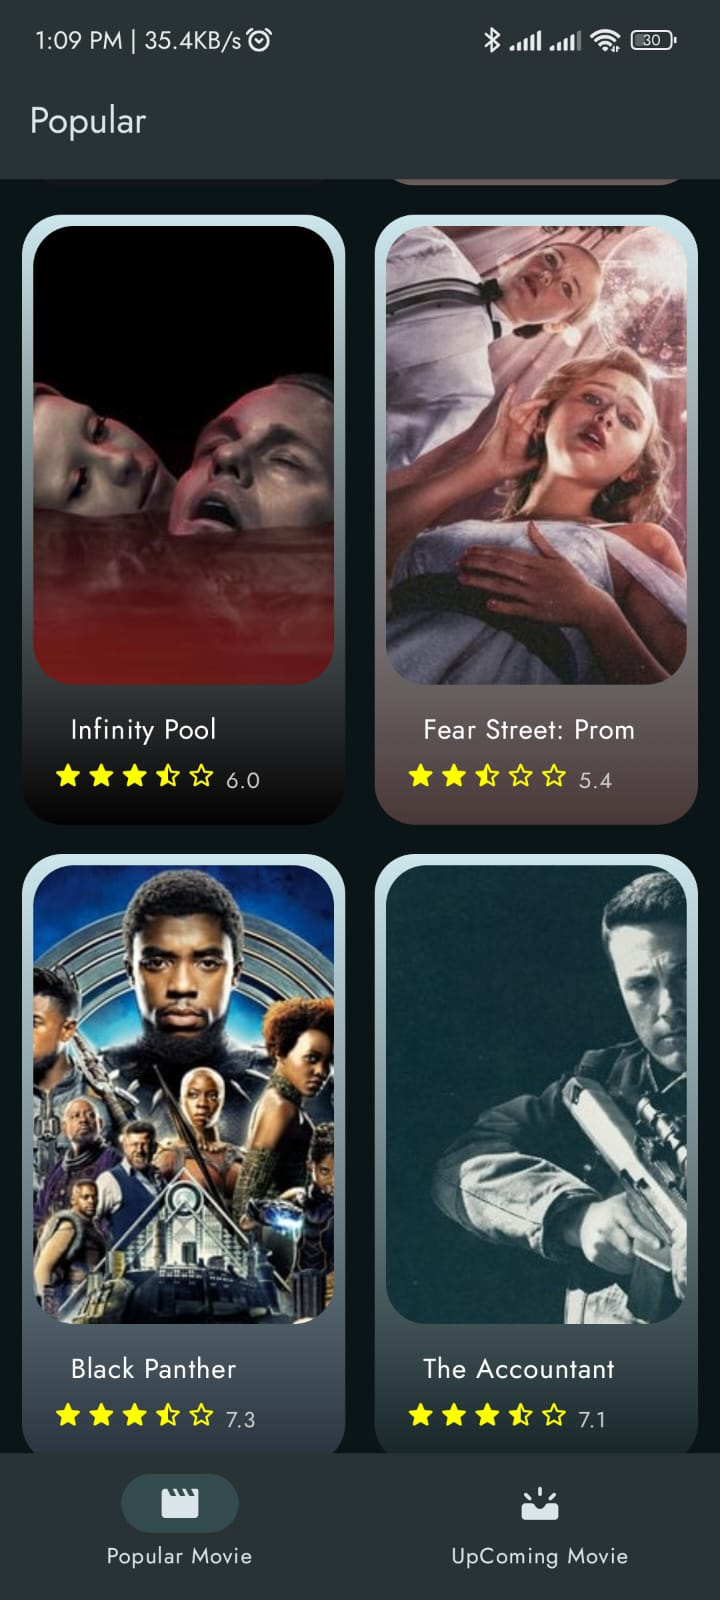 1:09 PM | 35.4KB/s
30
Popular
Infinity Pool
6.0
Fear Street: Prom
5.4
Black Panther
7.3
The Accountant
7.1
Popular Movie
UpComing Movie